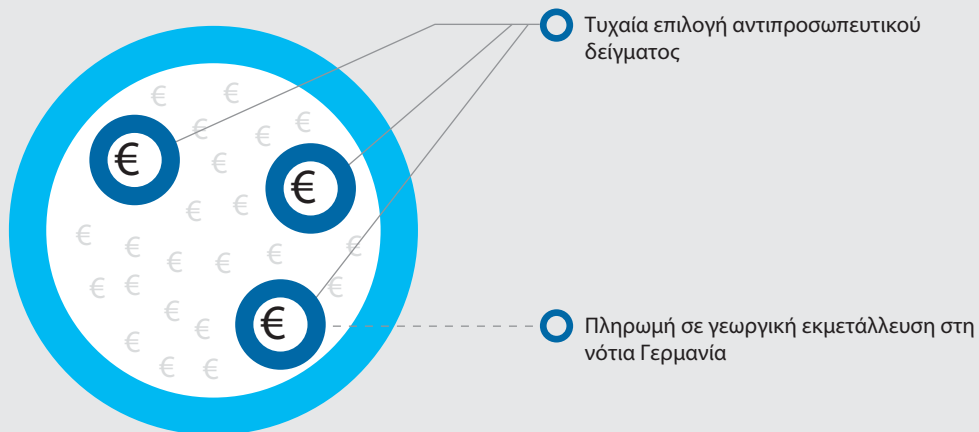 Τυχαία επιλογή αντιπροσωπευτικού
δείγματος
€ €
€ € €
€
€
€
€ €
€ €
€ € € €
€ € € €
€
€ €
€ €
Πληρωμή σε γεωργική εκμετάλλευση στη
νότια Γερμανία